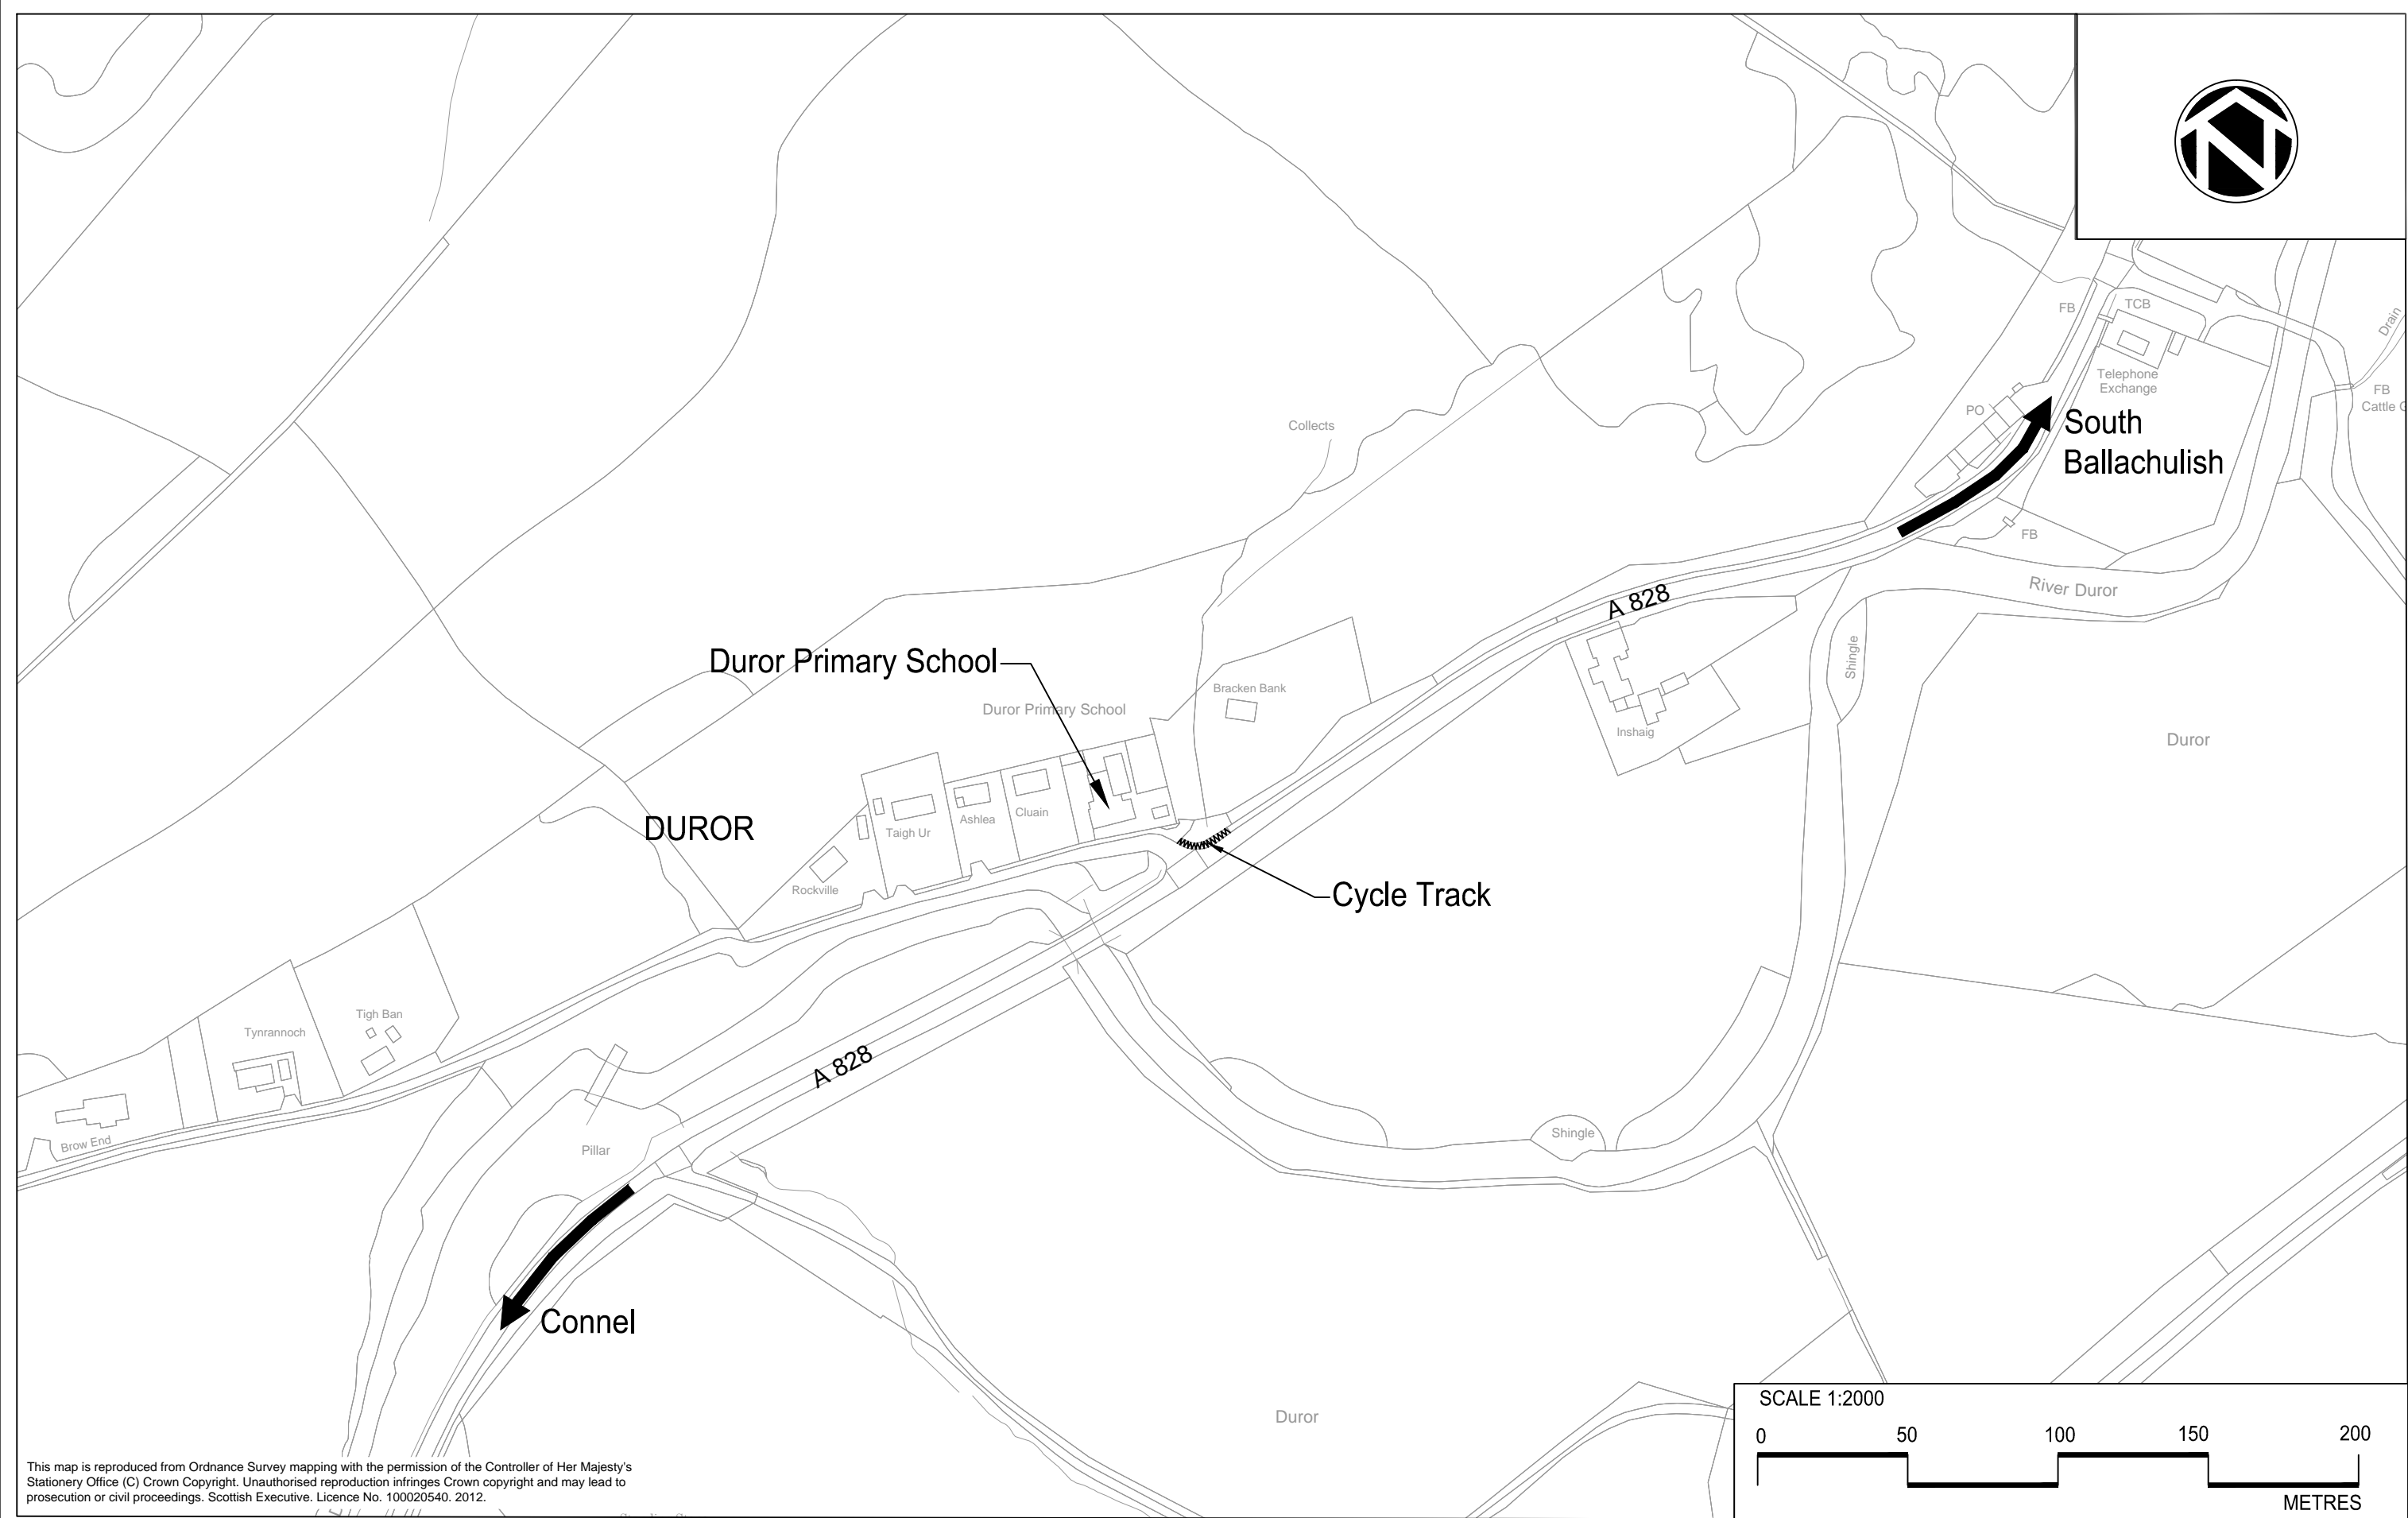 N
FB
TCB
Drain
Telephone
Exchange
FB
Cattle G
PO
South
Ballachulish
Collects
FB
River Duror
A 828
Shingle
Duror Primary School
Bracken Bank
Duror Primary School
Inshaig
Duror
DUROR
Taigh Ur
Ashlea
Cluain
Rockville
Cycle Track
Tigh Ban
Tynrannoch
A 828
Brow End
Pillar
Shingle
Connel
Duror
SCALE 1:2000
0 50 100 150 200
METRES
This map is reproduced from Ordnance Survey mapping with the permission of the Controller of Her Majesty's
Stationery Office (C) Crown Copyright. Unauthorised reproduction infringes Crown copyright and may lead to
prosecution or civil proceedings. Scottish Executive. Licence No. 100020540. 2012.